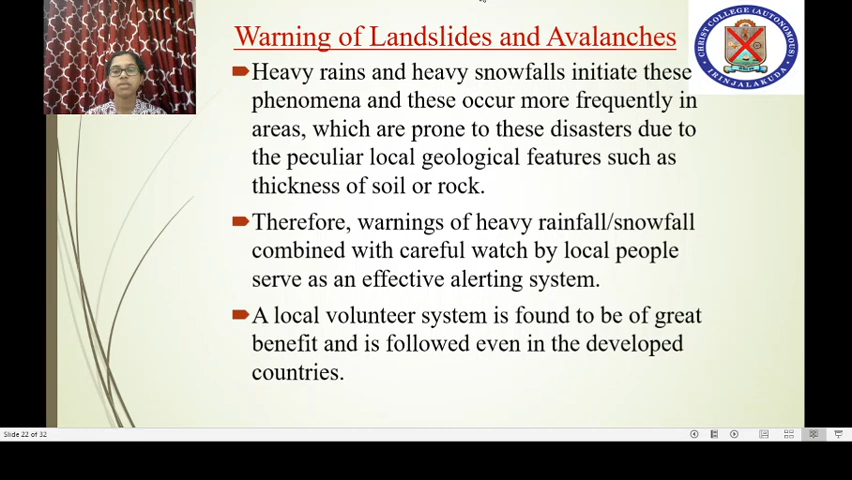 Warning of Landslides and Avalanches
Heavy rains and heavy snowfalls initiate these
phenomena and these occur more frequently in
areas, which are prone to these disasters due to
the peculiar local geological features such as
thickness of soil or rock.
Therefore, warnings of heavy rainfall/snowfall
combined with careful watch by local people
serve as an effective alerting system.
A local volunteer system is found to be of great
benefit and is followed even in the developed
countries.
CHRIST COLLEGE (AUTONOMOUS)
IRINJALAKUDA
Slide 22 of 32